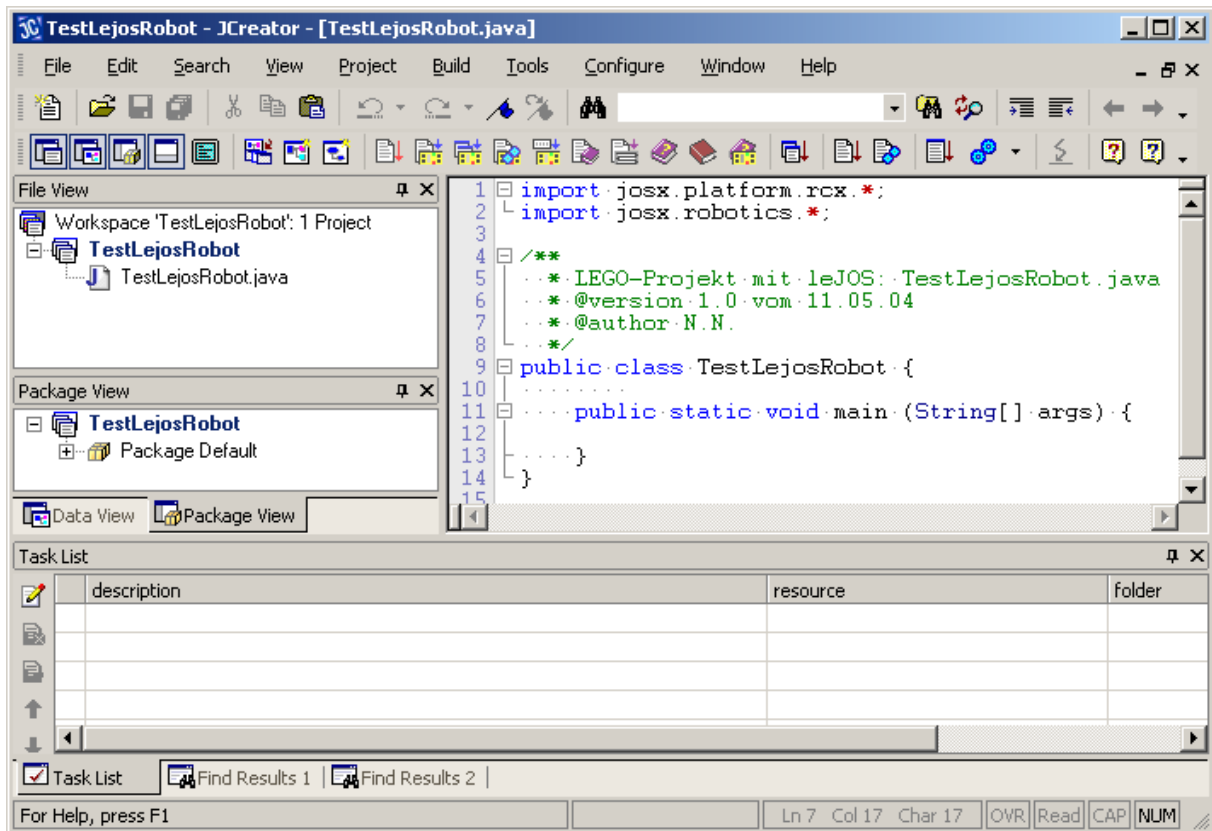 TestLejosRobot - JCreator - [TestLejosRobot.java]
File Edit Search View Project Build Tools Configure Window Help
File View
Workspace 'TestLejosRobot': 1 Project
TestLejosRobot
TestLejosRobot.java
Package View
TestLejosRobot
Package Default
Data View Package View
1 import josx.platform.rcx.*;
2 import josx.robotics.*;
3
4 /**
5 * LEGO-Projekt mit leJOS: TestLejosRobot.java
6 * @version 1.0 vom 11.05.04
7 * @author N.N.
8 */
9 public class TestLejosRobot {
10
11 public static void main (String[] args) {
12
13 }
14 }
15
Task List
description resource folder
Task List Find Results 1 Find Results 2
For Help, press F1 Ln 7 Col 17 Char 17 OVR Read CAP NUM